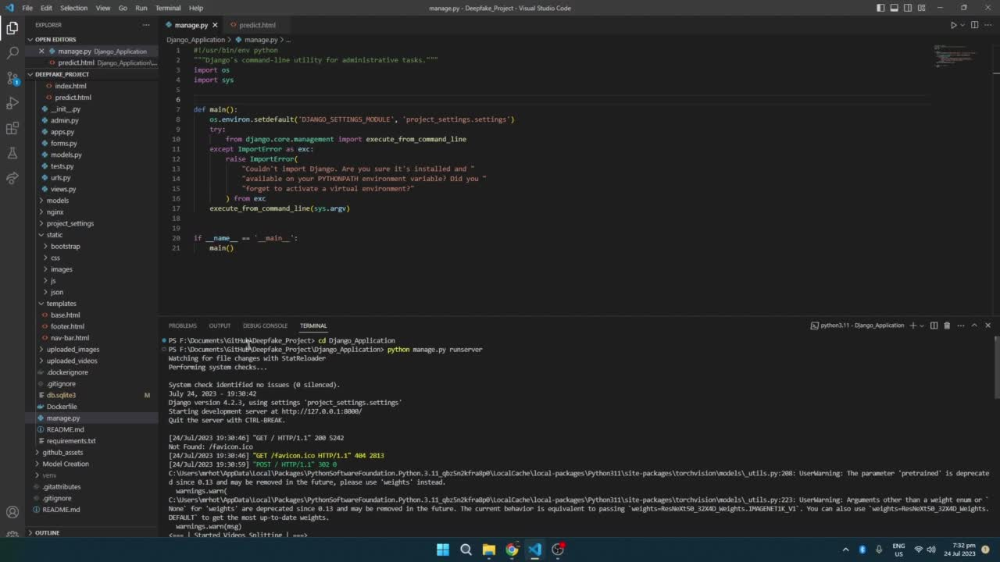 File Edit Selection View Go Run Terminal Help
manage.py - Deepfake_Project - Visual Studio Code
EXPLORER
OPEN EDITORS
manage.py Django_Application
predict.html Django_Application\...
DEEPFAKE_PROJECT
index.html
predict.html
__init__.py
admin.py
apps.py
forms.py
models.py
tests.py
urls.py
views.py
models
nginx
project_settings
static
bootstrap
css
images
js
json
templates
base.html
footer.html
nav-bar.html
uploaded_images
uploaded_videos
.dockerignore
.gitignore
db.sqlite3 M
Dockerfile
manage.py
README.md
requirements.txt
github_assets
Model Creation
venv
.gitattributes
.gitignore
README.md
OUTLINE
1
manage.py
predict.html
Django_Application > manage.py > ...
1 #!/usr/bin/env python
2 """Django's command-line utility for administrative tasks."""
3 import os
4 import sys
5
6
7 def main():
8 os.environ.setdefault('DJANGO_SETTINGS_MODULE', 'project_settings.settings')
9 try:
10 from django.core.management import execute_from_command_line
11 except ImportError as exc:
12 raise ImportError(
13 "Couldn't import Django. Are you sure it's installed and "
14 "available on your PYTHONPATH environment variable? Did you "
15 "forget to activate a virtual environment?"
16 ) from exc
17 execute_from_command_line(sys.argv)
18
19
20 if __name__ == '__main__':
21 main()
PROBLEMS OUTPUT DEBUG CONSOLE TERMINAL
python3.11 - Django_Application
PS F:\Documents\GitHub\Deepfake_Project> cd Django_Application
PS F:\Documents\GitHub\Deepfake_Project\Django_Application> python manage.py runserver
Watching for file changes with StatReloader
Performing system checks...
System check identified no issues (0 silenced).
July 24, 2023 - 19:30:42
Django version 4.2.3, using settings 'project_settings.settings'
Starting development server at http://127.0.0.1:8000/
Quit the server with CTRL-BREAK.
[24/Jul/2023 19:30:46] "GET / HTTP/1.1" 200 5242
Not Found: /favicon.ico
[24/Jul/2023 19:30:46] "GET /favicon.ico HTTP/1.1" 404 2813
[24/Jul/2023 19:30:59] "POST / HTTP/1.1" 302 0
C:\Users\mrhot\AppData\Local\Packages\PythonSoftwareFoundation.Python.3.11_qbz5n2kfra8p0\LocalCache\local-packages\Python311\site-packages\torchvision\models\_utils.py:208: UserWarning: The parameter 'pretrained' is deprecate
d since 0.13 and may be removed in the future, please use 'weights' instead.
warnings.warn(
C:\Users\mrhot\AppData\Local\Packages\PythonSoftwareFoundation.Python.3.11_qbz5n2kfra8p0\LocalCache\local-packages\Python311\site-packages\torchvision\models\_utils.py:223: UserWarning: Arguments other than a weight enum or `
None` for 'weights' are deprecated since 0.13 and may be removed in the future. The current behavior is equivalent to passing `weights=ResNeXt50_32X4D_Weights.IMAGENET1K_V1`. You can also use `weights=ResNeXt50_32X4D_Weights.
DEFAULT` to get the most up-to-date weights.
warnings.warn(msg)
<=== | Started Videos Splitting | ===>
ENG
US
7:32 pm
24 Jul 2023
1